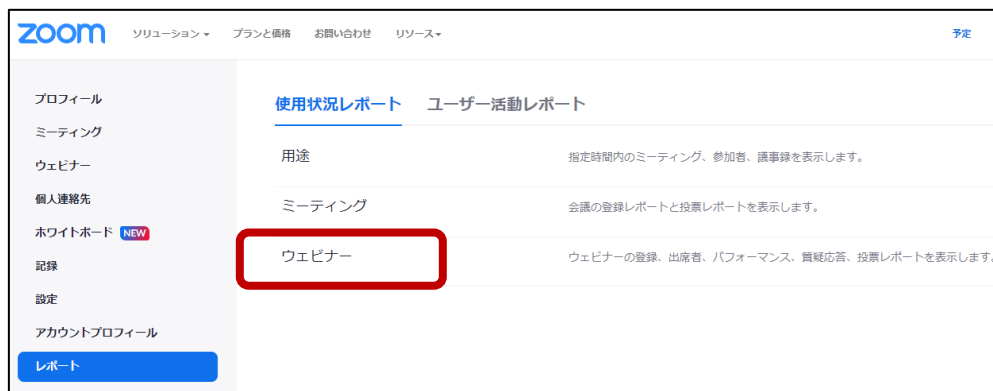 zoom ソリューション プランと価格 お問い合わせ リソース 予定
プロフィール
ミーティング
ウェビナー
個人連絡先
ホワイトボード NEW
記録
設定
アカウントプロフィール
レポート
使用状況レポート ユーザー活動レポート
用途 指定時間内のミーティング、参加者、議事録を表示します。
ミーティング 会議の登録レポートと投票レポートを表示します。
ウェビナー ウェビナーの登録、出席者、パフォーマンス、質疑応答、投票レポートを表示します。